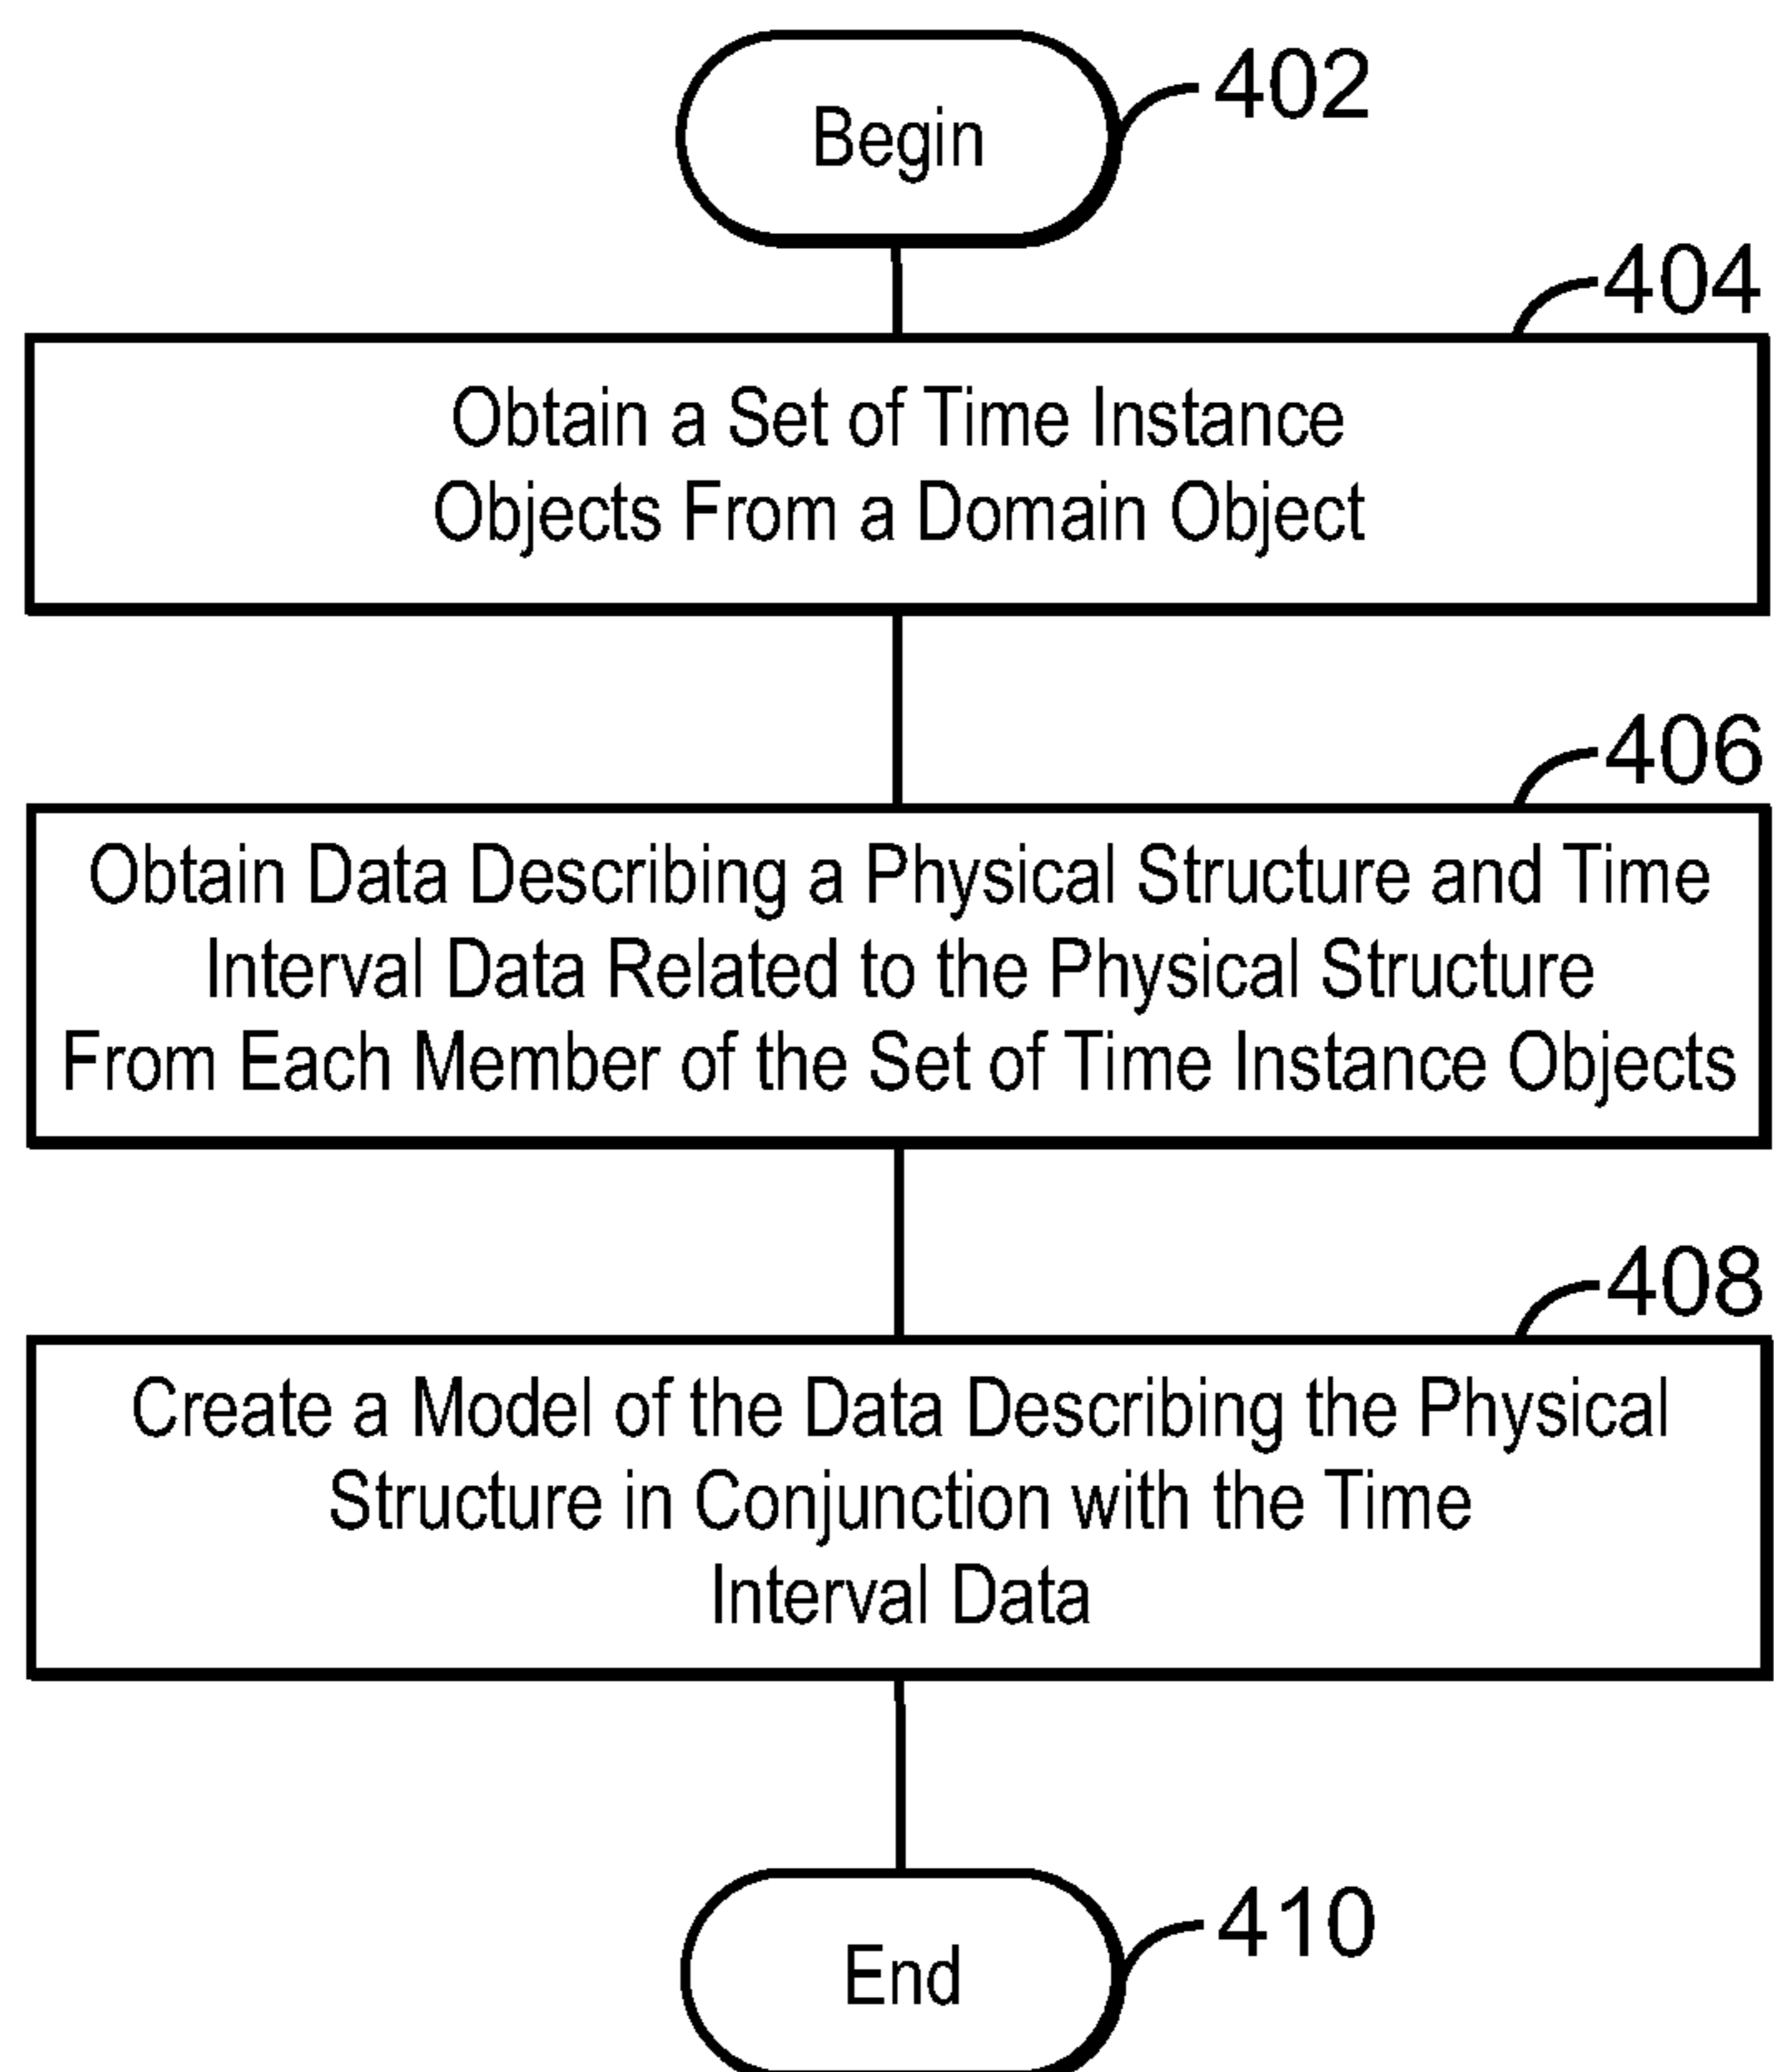 Begin
402
404
Obtain a Set of Time Instance
Objects From a Domain Object
406
Obtain Data Describing a Physical Structure and Time
Interval Data Related to the Physical Structure
From Each Member of the Set of Time Instance Objects
408
Create a Model of the Data Describing the Physical
Structure in Conjunction with the Time
Interval Data
End
410